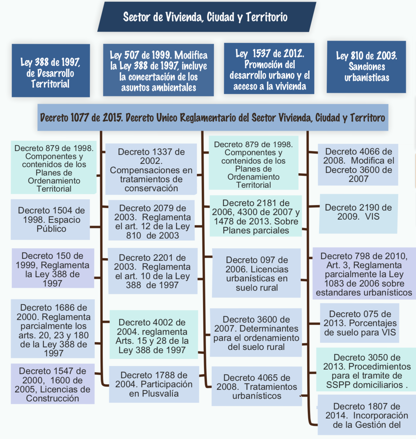 Sector de Vivienda, Ciudad y Territorio
Ley 388 de 1997,
de Desarrollo
Territorial
Ley 507 de 1999. Modifica
la Ley 388 de 1997, incluye
la concertación de los
asuntos ambientales
Ley 1537 de 2012.
Promoción del
desarrollo urbano y el
acceso a la vivienda
Ley 810 de 2003.
Sanciones
urbanísticas
Decreto 1077 de 2015. Decreto Unico Reglamentario del Sector Vivienda, Ciudad y Territoro
Decreto 879 de 1998.
Componentes y
contenidos de los
Planes de
Ordenamiento
Territorial
Decreto 1504 de
1998. Espacio
Público
Decreto 150 de
1999, Reglamenta
la Ley 388 de
1997
Decreto 1686 de
2000. Reglamenta
parcialmente los
arts. 20, 23 y 180
de la Ley 388 de
1997
Decreto 1547 de
2000, 1600 de
2005, Licencias de
Construcción
Decreto 1337 de
2002.
Compensaciones en
tratamientos de
conservación
Decreto 2079 de
2003. Reglamenta
el art. 12 de la Ley
810 de 2003
Decreto 2201 de
2003. Reglamenta
el art. 10 de la Ley
388 de 1997
Decreto 4002 de
2004. reglamenta
Arts. 15 y 28 de la
Ley 388 de 1997
Decreto 1788 de
2004. Participación
en Plusvalía
Decreto 879 de 1998.
Componentes y
contenidos de los
Planes de
Ordenamiento
Territorial
Decreto 2181 de
2006, 4300 de 2007 y
1478 de 2013. Sobre
Planes parciales
Decreto 097 de
2006. Licencias
urbanísticas en
suelo rural
Decreto 3600 de
2007. Determinantes
para el ordenamiento
del suelo rural
Decreto 4065 de
2008. Tratamientos
urbanísticos
Decreto 4066 de
2008. Modifica el
Decreto 3600 de
2007
Decreto 2190 de
2009. VIS
Decreto 798 de 2010,
Art. 3, Reglamenta
parcialmente la Ley
1083 de 2006 sobre
estandares urbanísticos
Decreto 075 de
2013. Porcentajes
de suelo para VIS
Decreto 3050 de
2013. Procedimientos
para el tramite de
SSPP domiciliarios .
Decreto 1807 de
2014. Incorporación
de la Gestión del